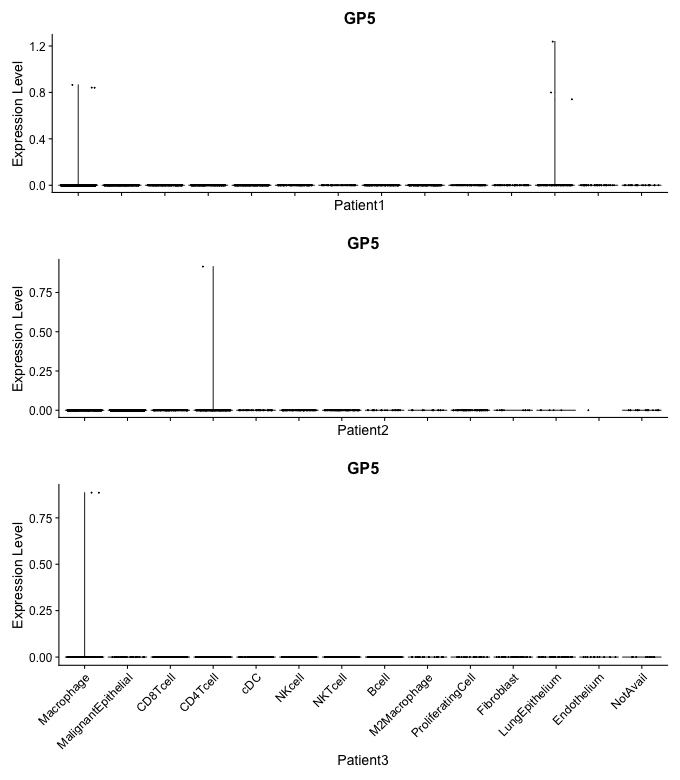 GP5
Expression Level
1.2
0.8
0.4
0.0
Patient1
GP5
Expression Level
0.75
0.50
0.25
0.00
Patient2
GP5
Expression Level
0.75
0.50
0.25
0.00
Macrophage
MalignantEpithelial
CD8Tcell
CD4Tcell
cDC
NKcell
NKTcell
Bcell
M2Macrophage
ProliferatingCell
Fibroblast
LungEpithelium
Endothelium
NotAvail
Patient3